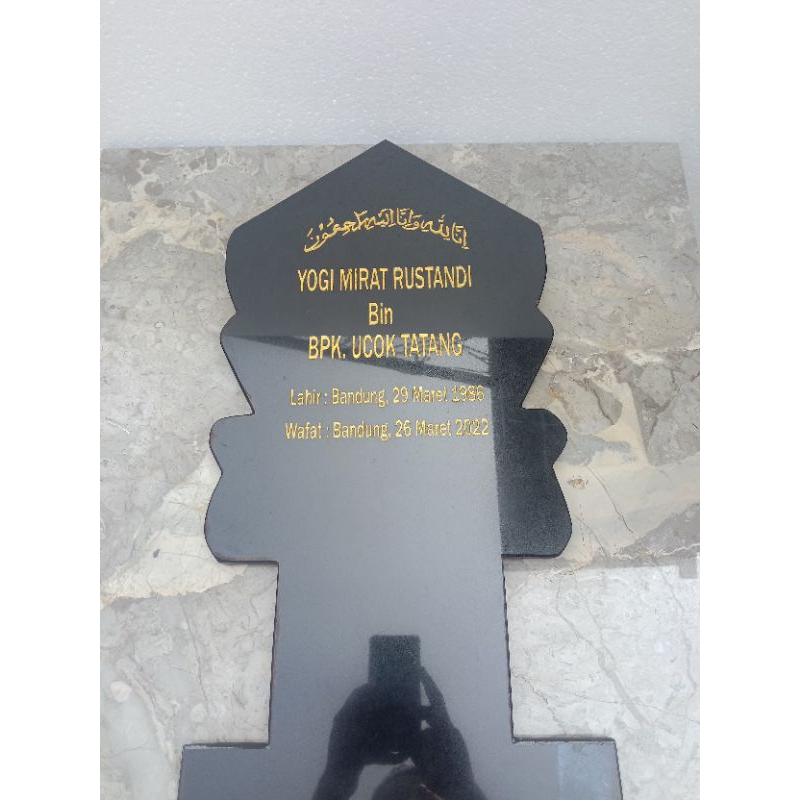 إنا لله وإنا إليه راجعون
YOGI MIRAT RUSTANDI
Bin
BPK. UCOK TATANG
Lahir : Bandung, 29 Maret 1986
Wafat : Bandung, 26 Maret 2022